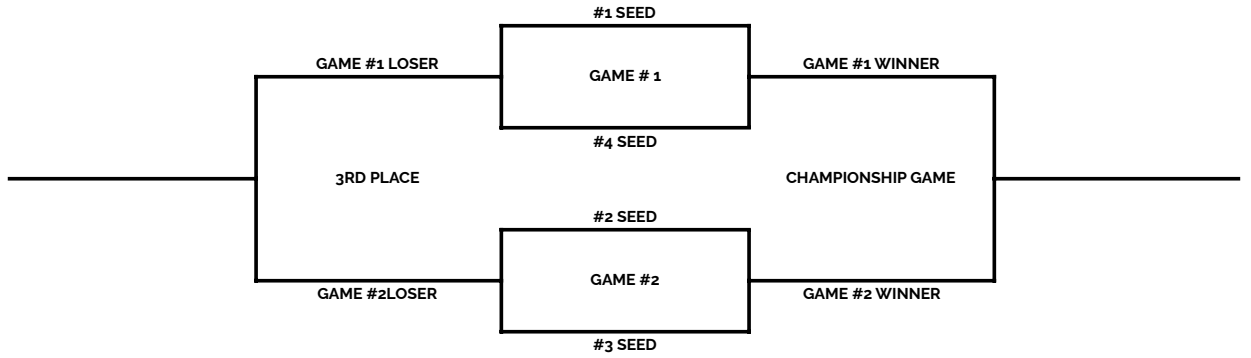 #1 SEED
GAME #1 LOSER
GAME # 1
GAME #1 WINNER
#4 SEED
3RD PLACE
CHAMPIONSHIP GAME
#2 SEED
GAME #2
GAME #2LOSER
GAME #2 WINNER
#3 SEED